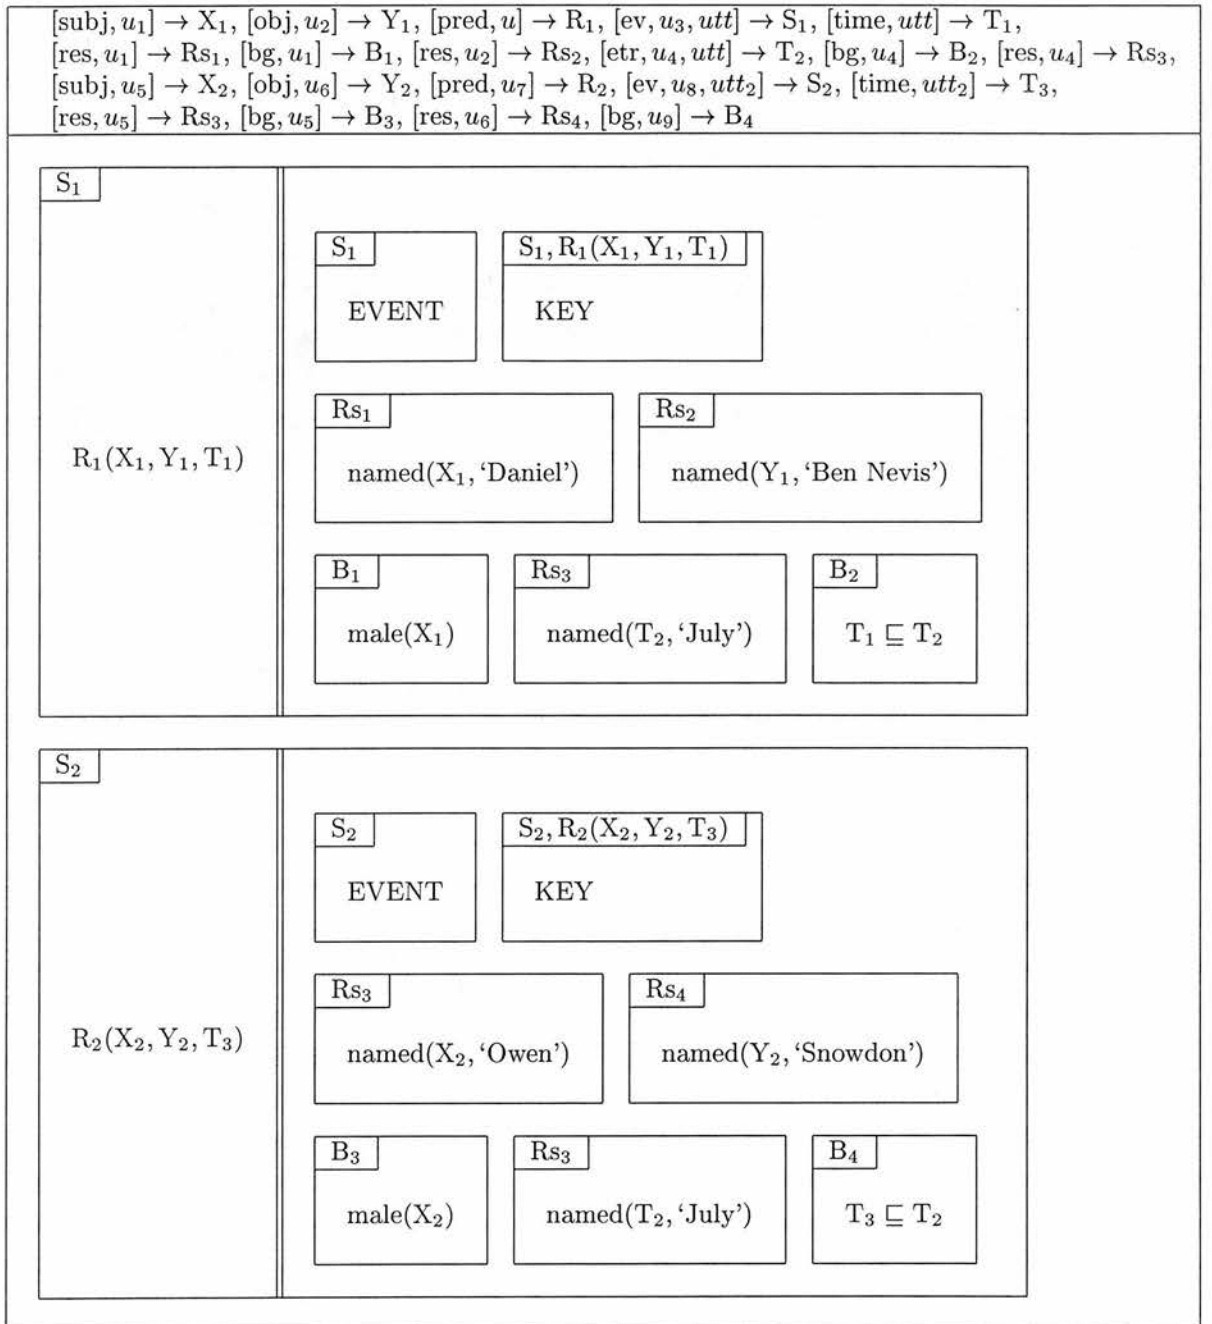 [subj, u₁] → X₁, [obj, u₂] → Y₁, [pred, u] → R₁, [ev, u₃, utt] → S₁, [time, utt] → T₁,
[res, u₁] → Rs₁, [bg, u₁] → B₁, [res, u₂] → Rs₂, [etr, u₄, utt] → T₂, [bg, u₄] → B₂, [res, u₄] → Rs₃,
[subj, u₅] → X₂, [obj, u₆] → Y₂, [pred, u₇] → R₂, [ev, u₈, utt₂] → S₂, [time, utt₂] → T₃,
[res, u₅] → Rs₃, [bg, u₅] → B₃, [res, u₆] → Rs₄, [bg, u₉] → B₄
S₁
S₁ S₁, R₁(X₁, Y₁, T₁)
EVENT KEY
Rs₁ Rs₂
R₁(X₁, Y₁, T₁) named(X₁, ‘Daniel’) named(Y₁, ‘Ben Nevis’)
B₁ Rs₃ B₂
male(X₁) named(T₂, ‘July’) T₁ ⊑ T₂
S₂
S₂ S₂, R₂(X₂, Y₂, T₃)
EVENT KEY
Rs₃ Rs₄
R₂(X₂, Y₂, T₃) named(X₂, ‘Owen’) named(Y₂, ‘Snowdon’)
B₃ Rs₃ B₄
male(X₂) named(T₂, ‘July’) T₃ ⊑ T₂